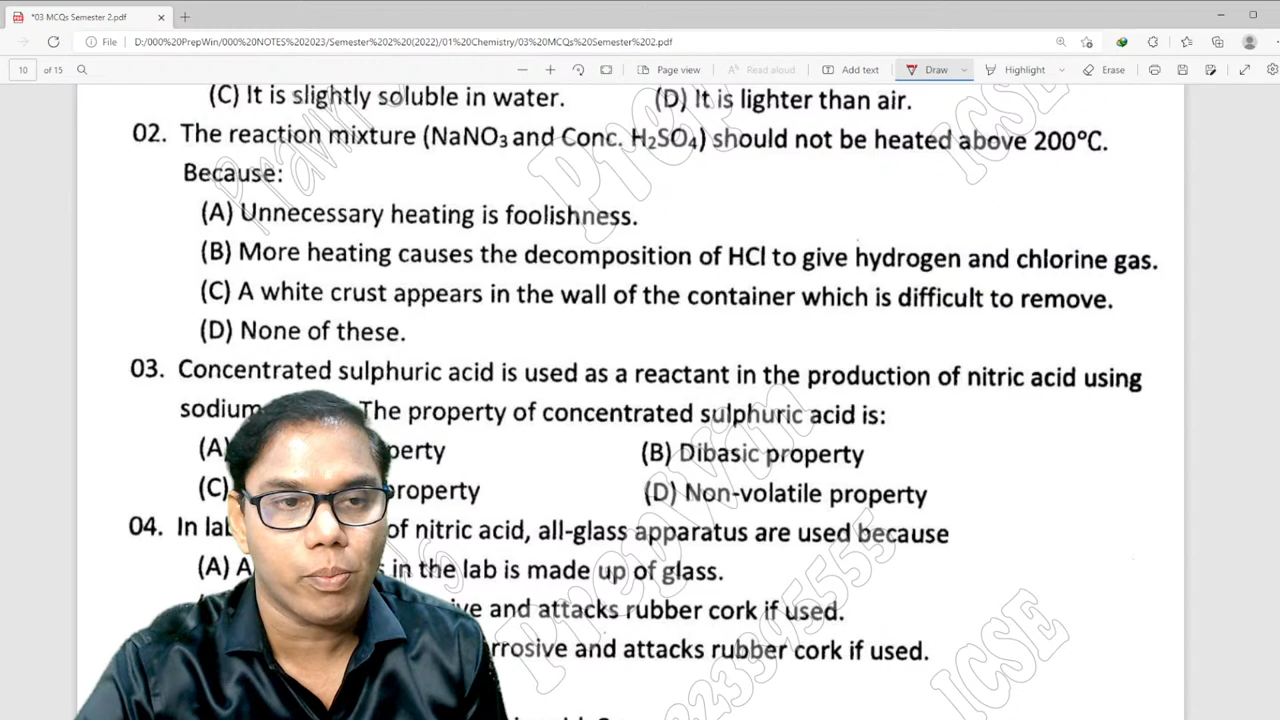 *03 MCQs Semester 2.pdf
File D:/000%20PrepWin/000%20NOTES%202023/Semester%202%20(2022)/01%20Chemistry/03%20MCQs%20Semester%202.pdf
10 of 15 Page view Read aloud Add text Draw Highlight Erase
(C) It is slightly soluble in water. (D) It is lighter than air.
02. The reaction mixture (NaNO₃ and Conc. H₂SO₄) should not be heated above 200°C.
Because:
(A) Unnecessary heating is foolishness.
(B) More heating causes the decomposition of HCl to give hydrogen and chlorine gas.
(C) A white crust appears in the wall of the container which is difficult to remove.
(D) None of these.
03. Concentrated sulphuric acid is used as a reactant in the production of nitric acid using
sodium The property of concentrated sulphuric acid is:
(A) (B) Dibasic property
(C) property (D) Non-volatile property
04. In of nitric acid, all-glass apparatus are used because
(A) in the lab is made up of glass.
and attacks rubber cork if used.
and attacks rubber cork if used.
PrepWin
ICSE
PrepWin
ICSE